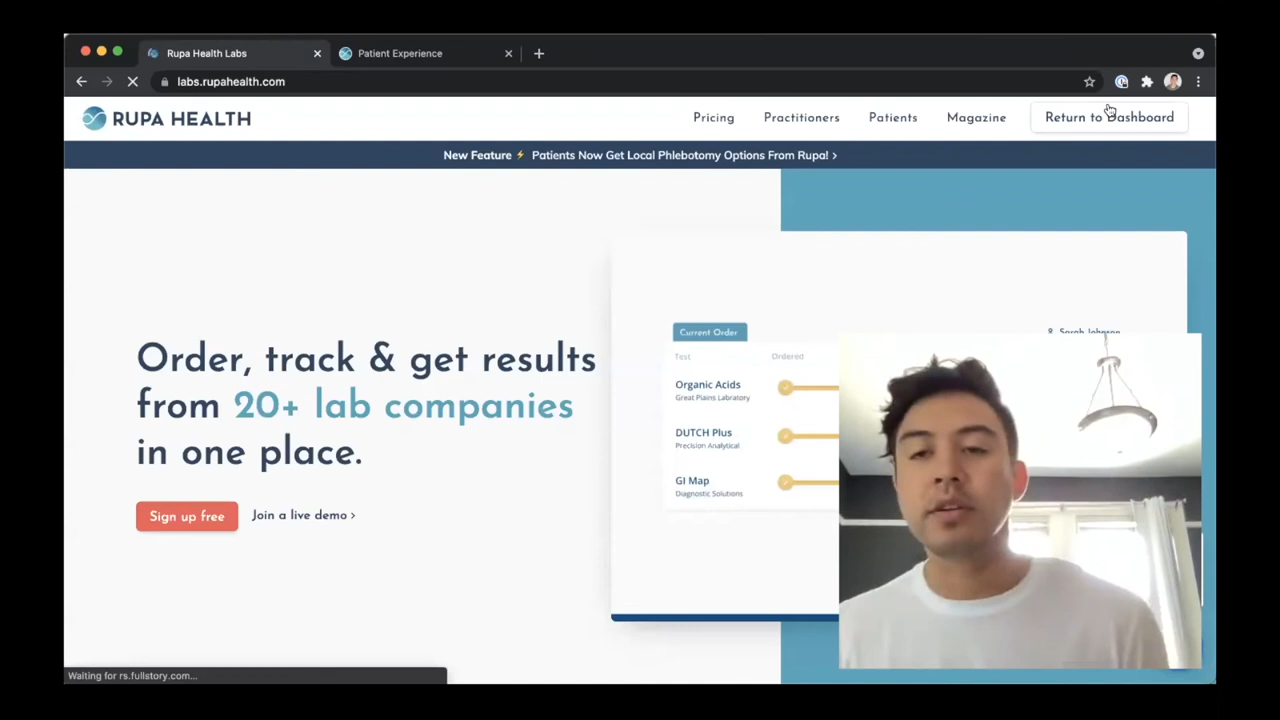 Rupa Health Labs
Patient Experience
labs.rupahealth.com
RUPA HEALTH
Pricing
Practitioners
Patients
Magazine
Return to Dashboard
New Feature ⚡ Patients Now Get Local Phlebotomy Options From Rupa! >
Order, track & get results
from 20+ lab companies
in one place.
Sign up free
Join a live demo >
Current Order
Sarah Johnson
Test
Ordered
Organic Acids
Great Plains Labratory
DUTCH Plus
Precision Analytical
GI Map
Diagnostic Solutions
Waiting for rs.fullstory.com...